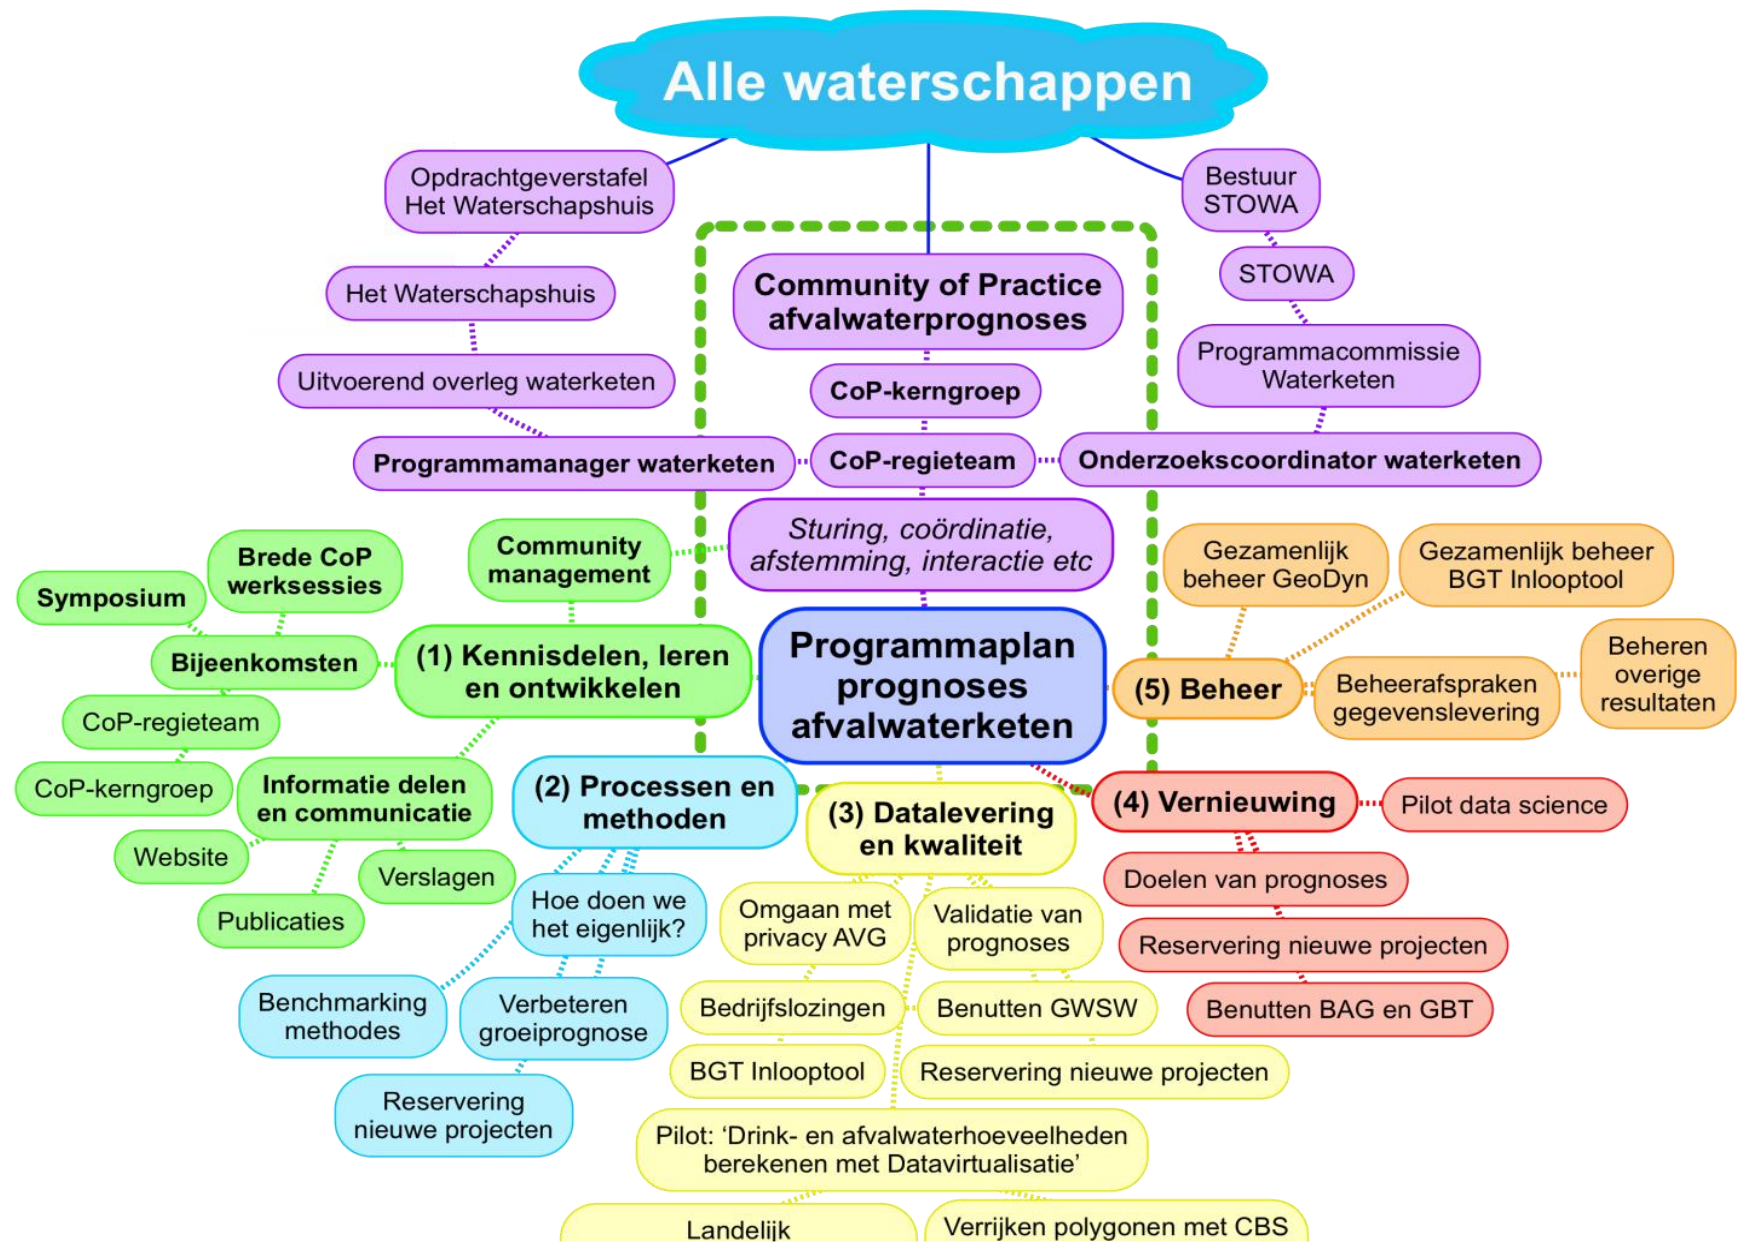 Alle waterschappen
Opdrachtgeverstafel
Het Waterschapshuis
Bestuur
STOWA
Het Waterschapshuis
Community of Practice
afvalwaterprognoses
STOWA
Uitvoerend overleg waterketen
CoP-kerngroep
Programmacommissie
Waterketen
Programmamanager waterketen
CoP-regieteam
Onderzoekscoordinator waterketen
Sturing, coördinatie,
afstemming, interactie etc
Community
management
Brede CoP
werksessies
Symposium
Bijeenkomsten
(1) Kennisdelen, leren
en ontwikkelen
CoP-regieteam
CoP-kerngroep
Informatie delen
en communicatie
Website
Verslagen
Publicaties
Programmaplan
prognoses
afvalwaterketen
Gezamenlijk
beheer GeoDyn
Gezamenlijk beheer
BGT Inlooptool
(5) Beheer
Beheerafspraken
gegevenslevering
Beheren
overige
resultaten
(2) Processen en
methoden
Hoe doen we
het eigenlijk?
Benchmarking
methodes
Verbeteren
groeiprognose
Reservering
nieuwe projecten
(3) Datalevering
en kwaliteit
Omgaan met
privacy AVG
Validatie van
prognoses
Bedrijfslozingen
Benutten GWSW
BGT Inlooptool
Reservering nieuwe projecten
Pilot: ‘Drink- en afvalwaterhoeveelheden
berekenen met Datavirtualisatie’
Landelijk
Verrijken polygonen met CBS
(4) Vernieuwing
Pilot data science
Doelen van prognoses
Reservering nieuwe projecten
Benutten BAG en GBT